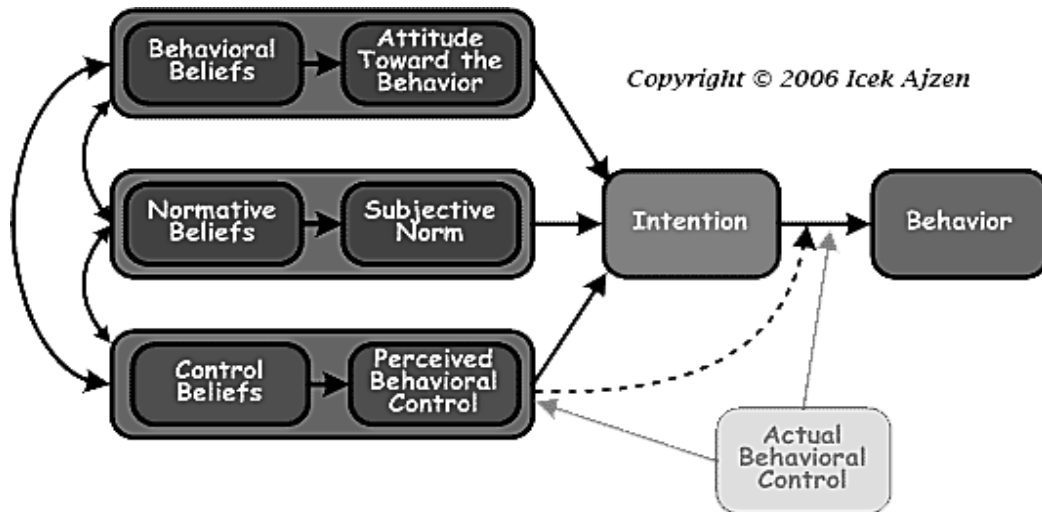 Behavioral
Beliefs
Attitude
Toward the
Behavior
Copyright © 2006 Icek Ajzen
Normative
Beliefs
Subjective
Norm
Intention
Behavior
Control
Beliefs
Perceived
Behavioral
Control
Actual
Behavioral
Control